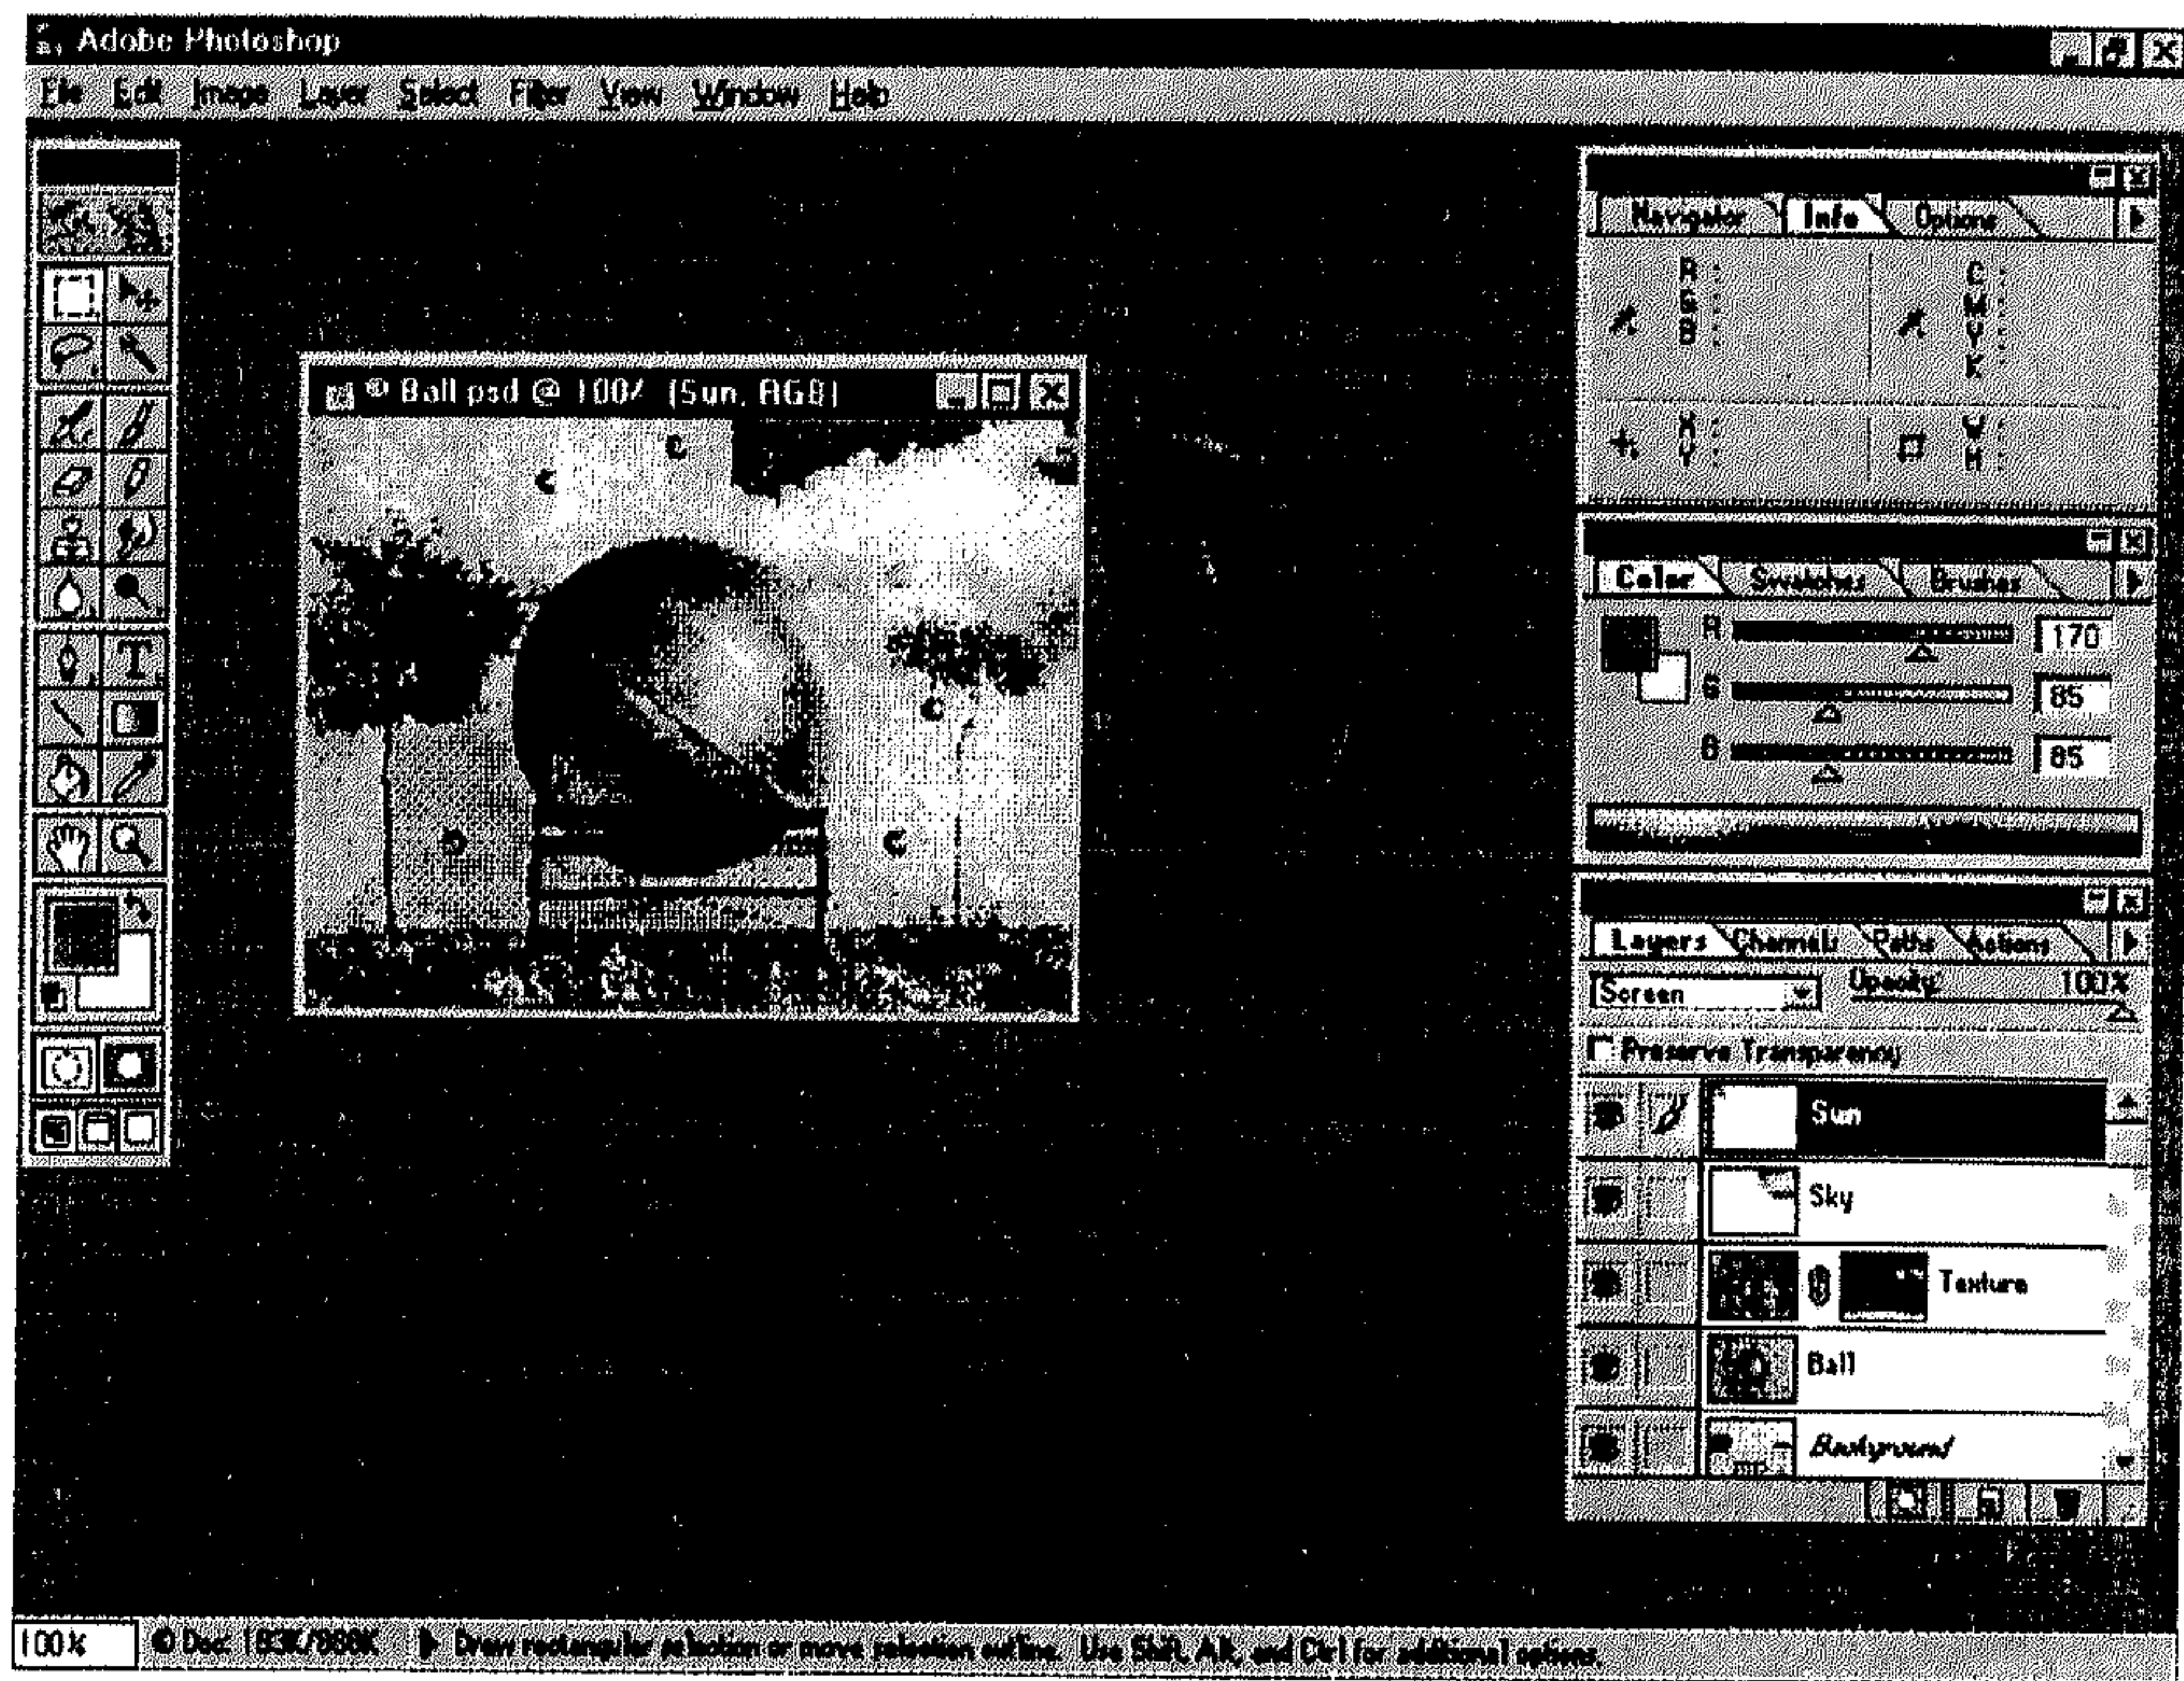 Adobe Photoshop
File Edit Image Layer Select Filter View Window Help
Navigator Info Options
R
G
B
C
M
Y
K
X
Y
W
H
© Ball.psd @ 100% (Sun, RGB)
Color Swatches Brushes
R 170
G 85
B 85
T
Layers Channels Paths Actions
Screen Opacity: 100%
Preserve Transparency
Sun
Sky
Texture
Ball
Background
100% © Doc: Draw rectangular selection or move selection outline. Use Shift, Alt, and Ctrl for additional options.